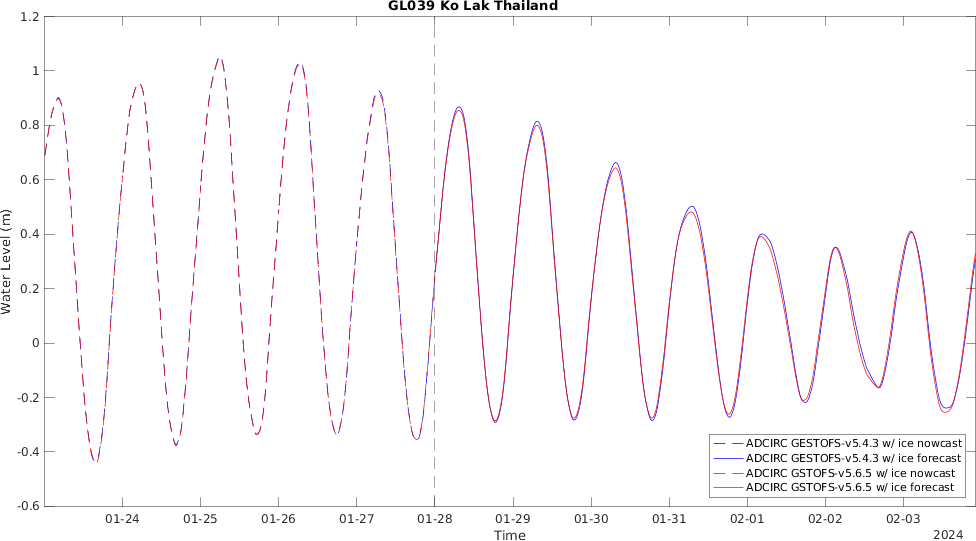 GL039 Ko Lak Thailand
1.2
1
0.8
0.6
0.4
0.2
0
-0.2
-0.4
-0.6
Water Level (m)
ADCIRC GESTOFS-v5.4.3 w/ ice nowcast
ADCIRC GESTOFS-v5.4.3 w/ ice forecast
ADCIRC GSTOFS-v5.6.5 w/ ice nowcast
ADCIRC GSTOFS-v5.6.5 w/ ice forecast
01-24 01-25 01-26 01-27 01-28 01-29 01-30 01-31 02-01 02-02 02-03
Time
2024